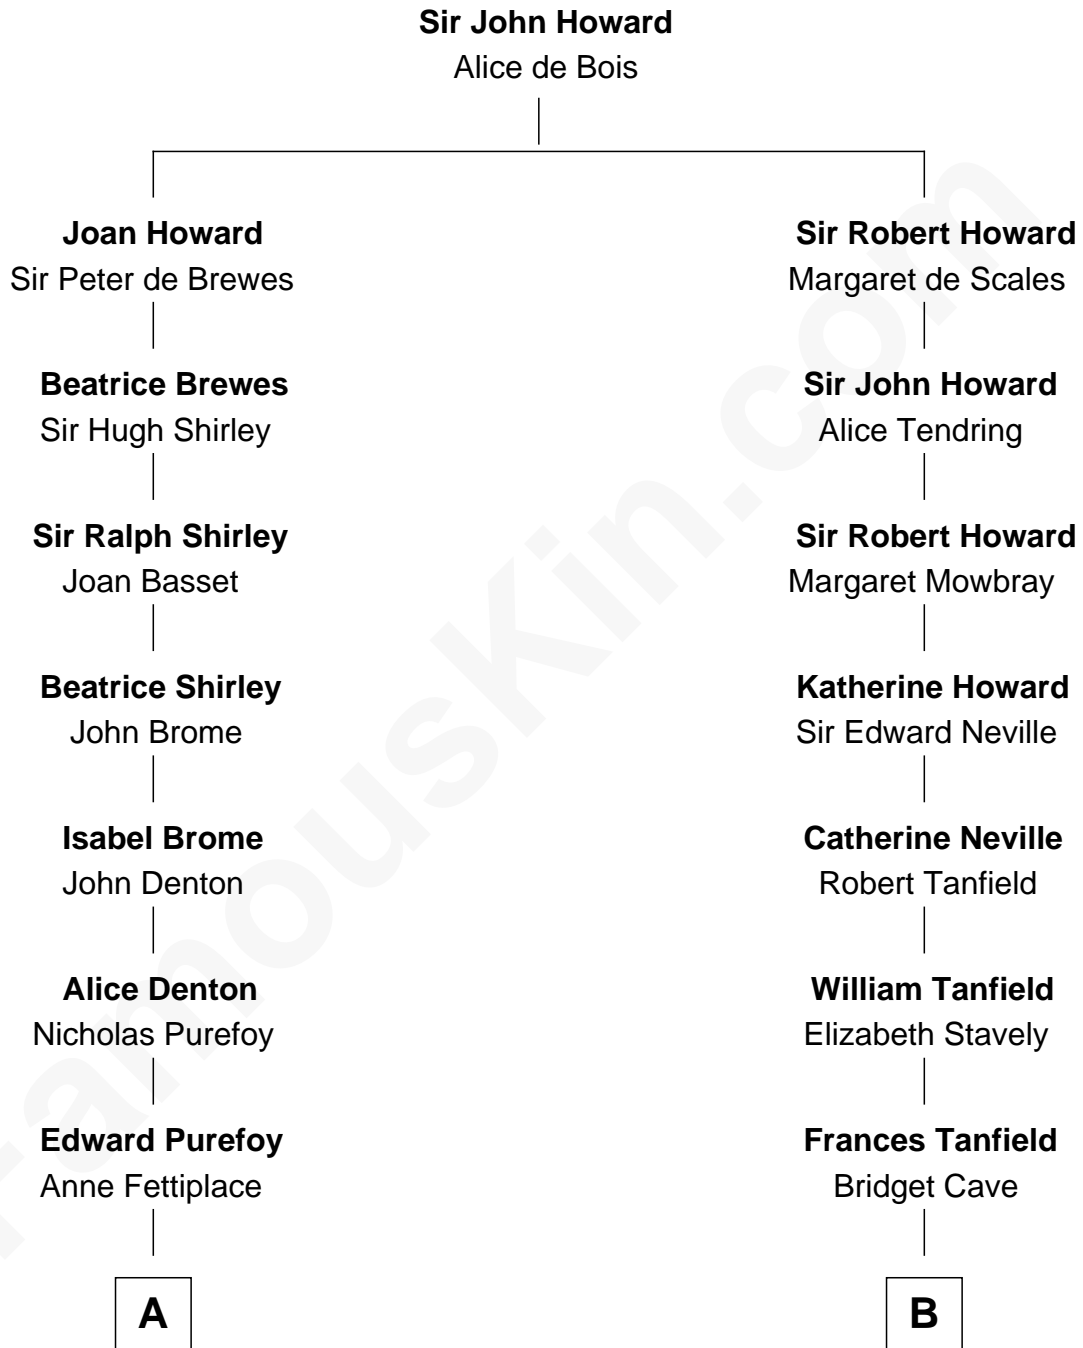 Sir John Howard
Alice de Bois
Joan Howard
Sir Peter de Brewes
Sir Robert Howard
Margaret de Scales
Beatrice Brewes
Sir Hugh Shirley
Sir John Howard
Alice Tendring
Sir Ralph Shirley
Joan Basset
Sir Robert Howard
Margaret Mowbray
Beatrice Shirley
John Brome
Katherine Howard
Sir Edward Neville
Isabel Brome
John Denton
Catherine Neville
Robert Tanfield
Alice Denton
Nicholas Purefoy
William Tanfield
Elizabeth Stavely
Edward Purefoy
Anne Fettiplace
Frances Tanfield
Bridget Cave
A
B
FamousKin.com